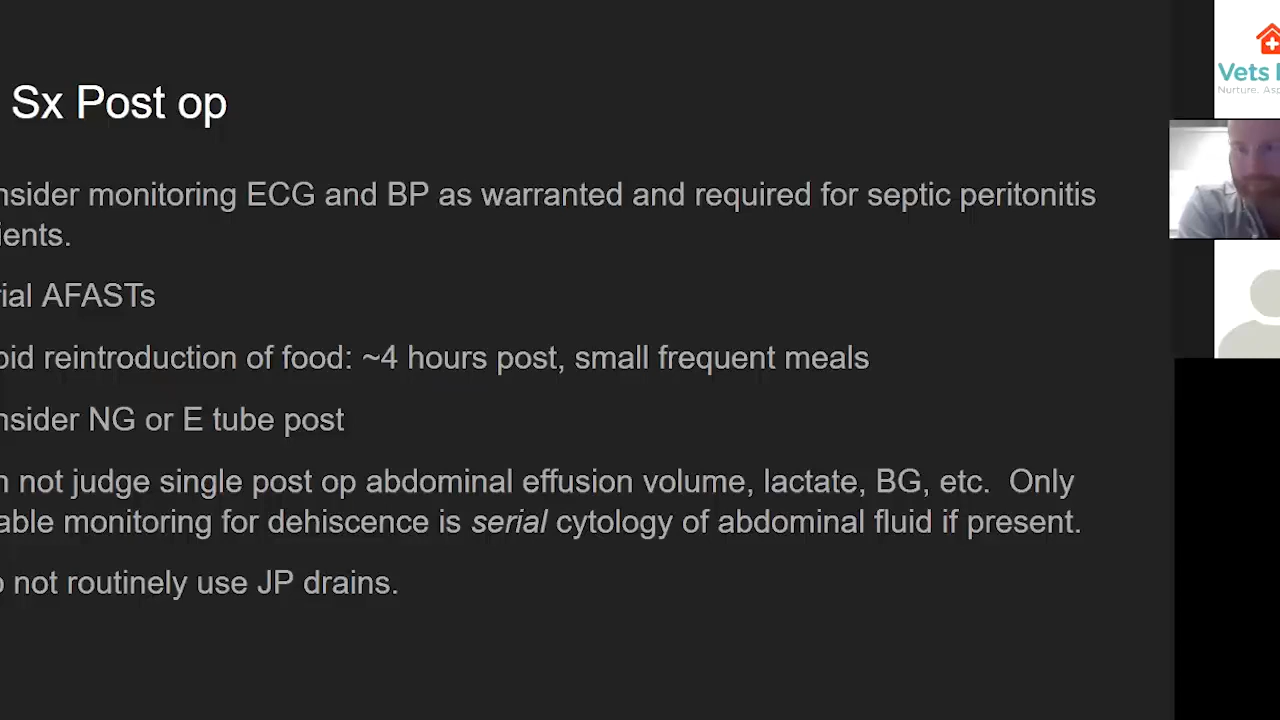 Sx Post op
nsider monitoring ECG and BP as warranted and required for septic peritonitis
ients.
rial AFASTs
pid reintroduction of food: ~4 hours post, small frequent meals
nsider NG or E tube post
n not judge single post op abdominal effusion volume, lactate, BG, etc.  Only
able monitoring for dehiscence is serial cytology of abdominal fluid if present.
o not routinely use JP drains.
Vets
Nurture. Asp